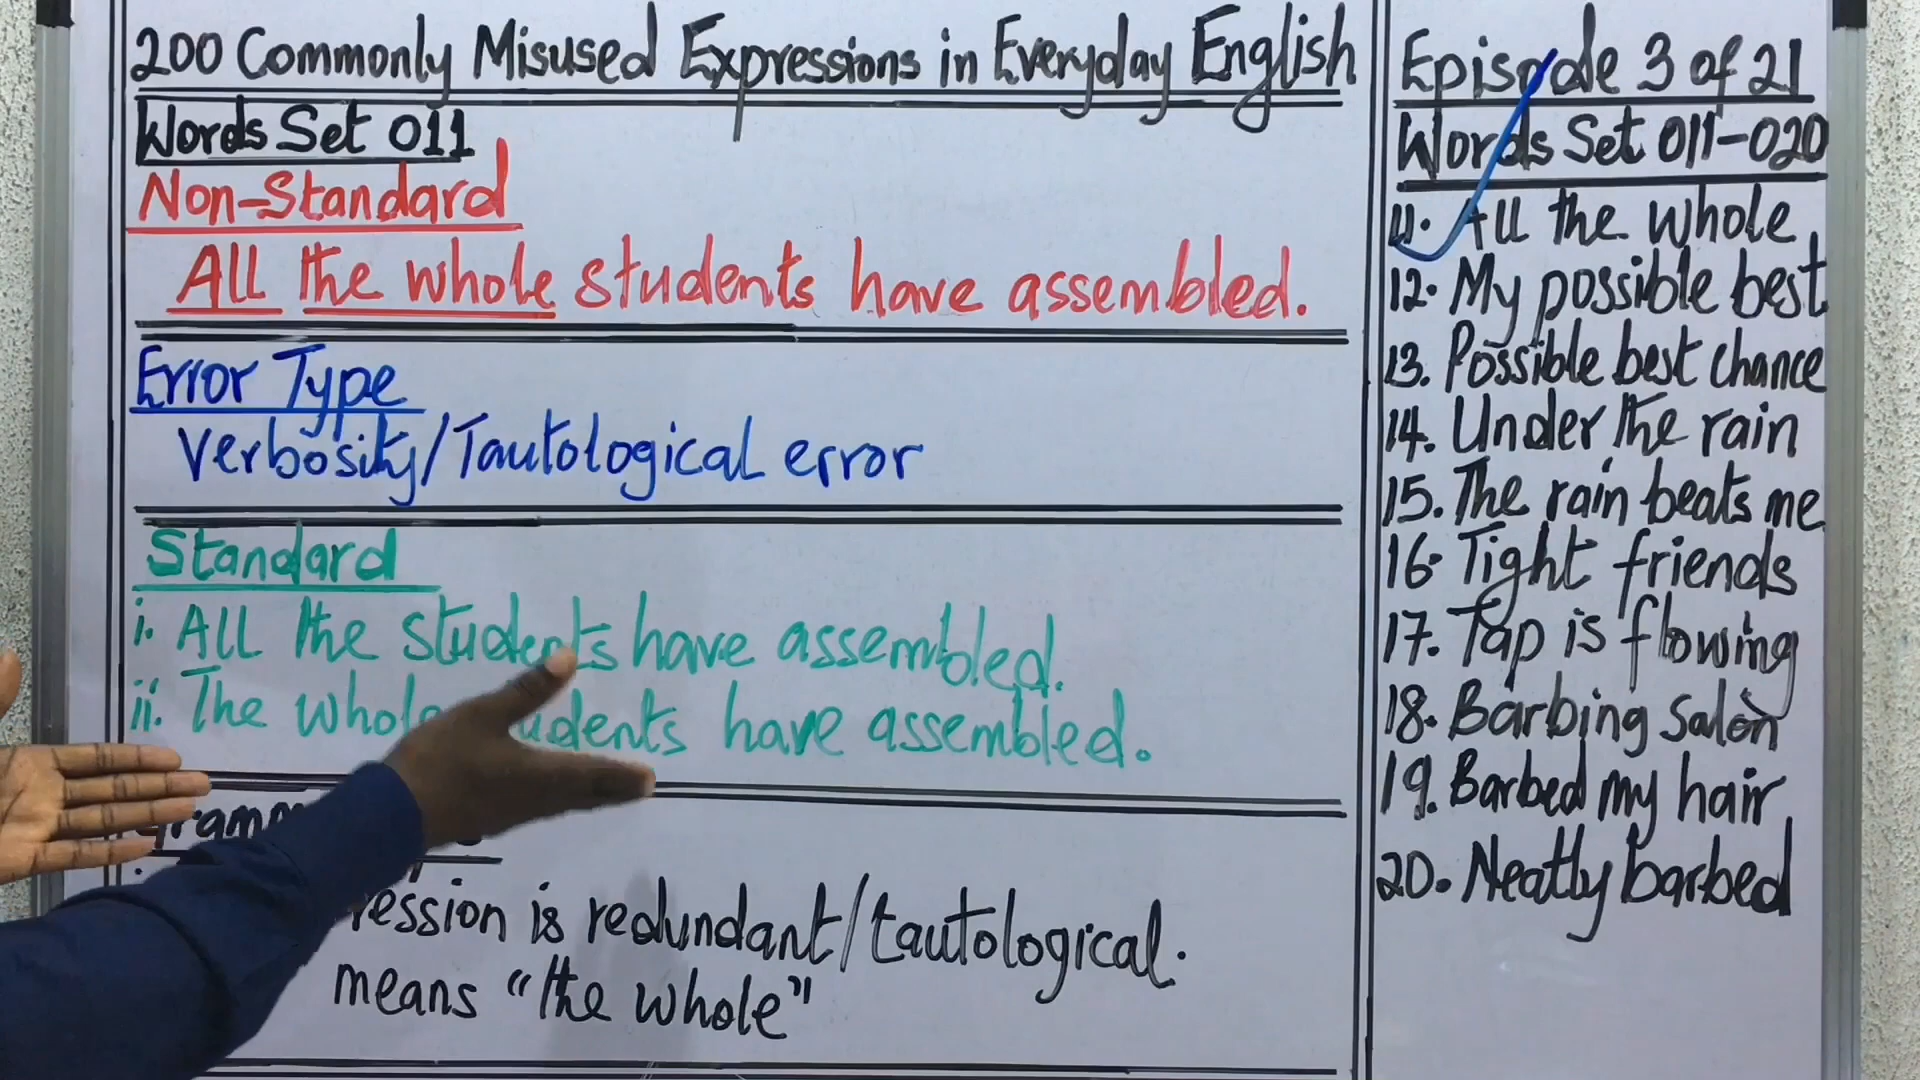 200 Commonly Misused Expressions in Everyday English
Words Set 011
Non-Standard
All the whole students have assembled.
Error Type
Verbosity/Tautological error
Standard
i. All the students have assembled.
ii. The whole students have assembled.
is redundant/tautological.
means "the whole"
Episode 3 of 21
Words Set 011-020
11. All the whole
12. My possible best
13. Possible best chance
14. Under the rain
15. The rain beats me
16. Tight friends
17. Tap is flowing
18. Barbing salon
19. Barbed my hair
20. Neatly barbed